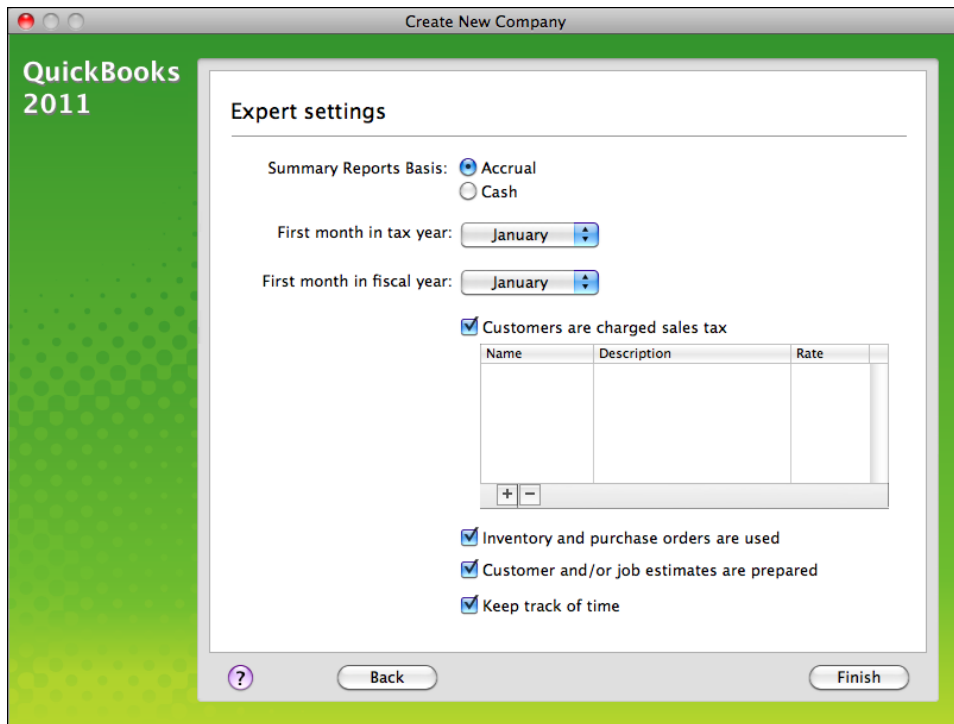 Create New Company
QuickBooks
2011
Expert settings
Summary Reports Basis: Accrual
Cash
First month in tax year: January
First month in fiscal year: January
Customers are charged sales tax
Name Description Rate
+ −
Inventory and purchase orders are used
Customer and/or job estimates are prepared
Keep track of time
? Back Finish